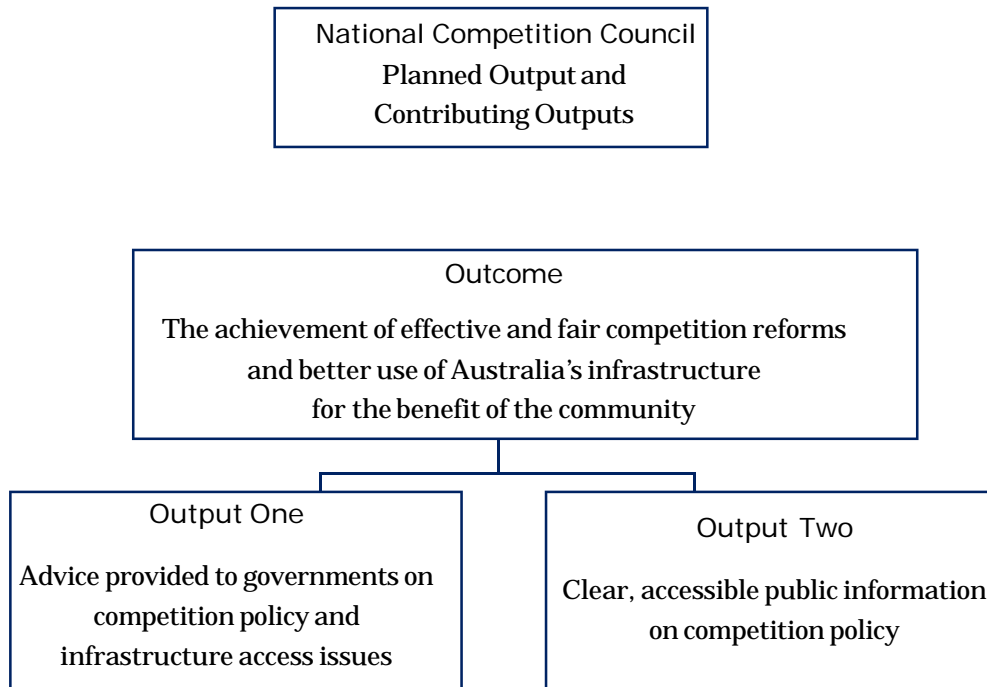 National Competition Council
Planned Output and
Contributing Outputs
Outcome
The achievement of effective and fair competition reforms
and better use of Australia’s infrastructure
for the benefit of the community
Output One
Advice provided to governments on
competition policy and
infrastructure access issues
Output Two
Clear, accessible public information
on competition policy